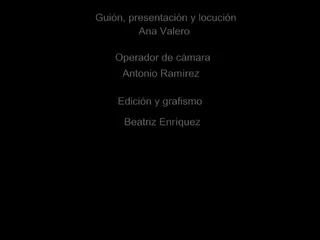 Guión, presentación y locución
Ana Valero
Operador de cámara
Antonio Ramírez
Edición y grafismo
Beatriz Enríquez